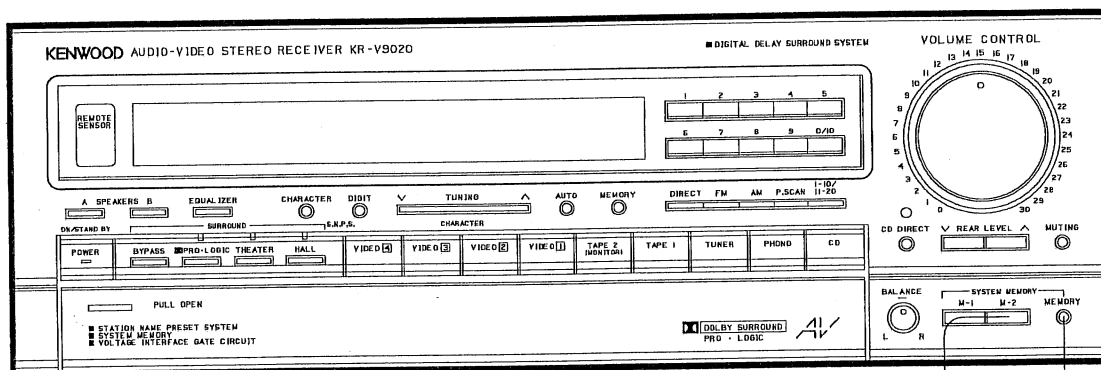 KENWOOD AUDIO-VIDEO STEREO RECEIVER KR-V9020
■ DIGITAL DELAY SURROUND SYSTEM
VOLUME CONTROL
0 1 2 3 4 5 6 7 8 9 10 11 12 13 14 15 16 17 18 19 20 21 22 23 24 25 26 27 28 29 30
REMOTE
SENSOR
1 2 3 4 5
6 7 8 9 0/10
A SPEAKERS B
EQUALIZER
CHARACTER
DIGIT
TUNING
AUTO
MEMORY
DIRECT FM AM P.SCAN 1-10/
11-20
ON/STAND BY
SURROUND
S.N.P.S.
CHARACTER
POWER
BYPASS PRO-LOGIC THEATER HALL
VIDEO 4 VIDEO 3 VIDEO 2 VIDEO 1 TAPE 2
(MONITOR)
TAPE 1 TUNER PHONO CD
CD DIRECT
REAR LEVEL
MUTING
PULL OPEN
■ STATION NAME PRESET SYSTEM
■ SYSTEM MEMORY
■ VOLTAGE INTERFACE GATE CIRCUIT
DOLBY SURROUND
PRO · LOGIC
AV
BALANCE
L R
SYSTEM MEMORY
M-1 M-2
MEMORY